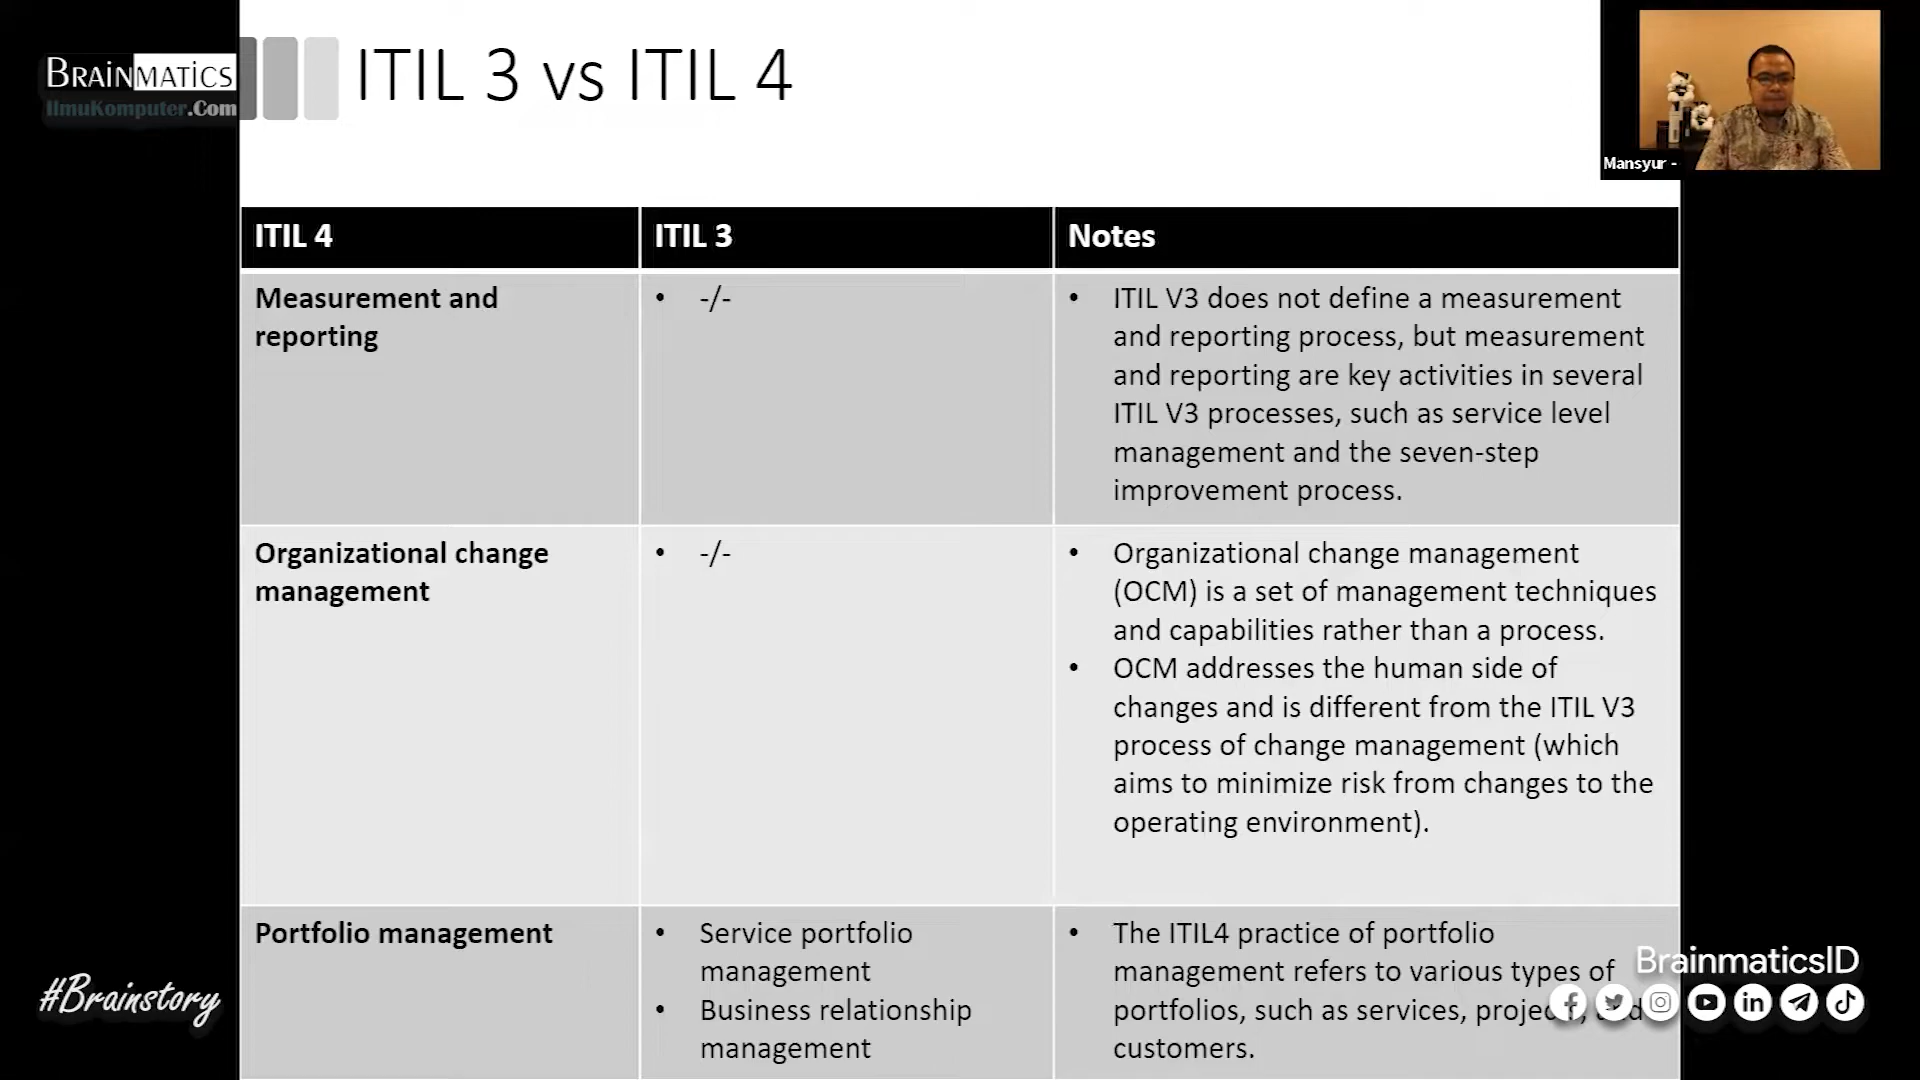 BRAINMATICS
IlmuKomputer.Com
ITIL 3 vs ITIL 4
Mansyur -
ITIL 4
ITIL 3
Notes
Measurement and
reporting
• -/-
• ITIL V3 does not define a measurement
and reporting process, but measurement
and reporting are key activities in several
ITIL V3 processes, such as service level
management and the seven-step
improvement process.
Organizational change
management
• -/-
• Organizational change management
(OCM) is a set of management techniques
and capabilities rather than a process.
• OCM addresses the human side of
changes and is different from the ITIL V3
process of change management (which
aims to minimize risk from changes to the
operating environment).
Portfolio management
• Service portfolio
management
• Business relationship
management
• The ITIL4 practice of portfolio
management refers to various types of
portfolios, such as services,
customers.
#Brainstory
BrainmaticsID